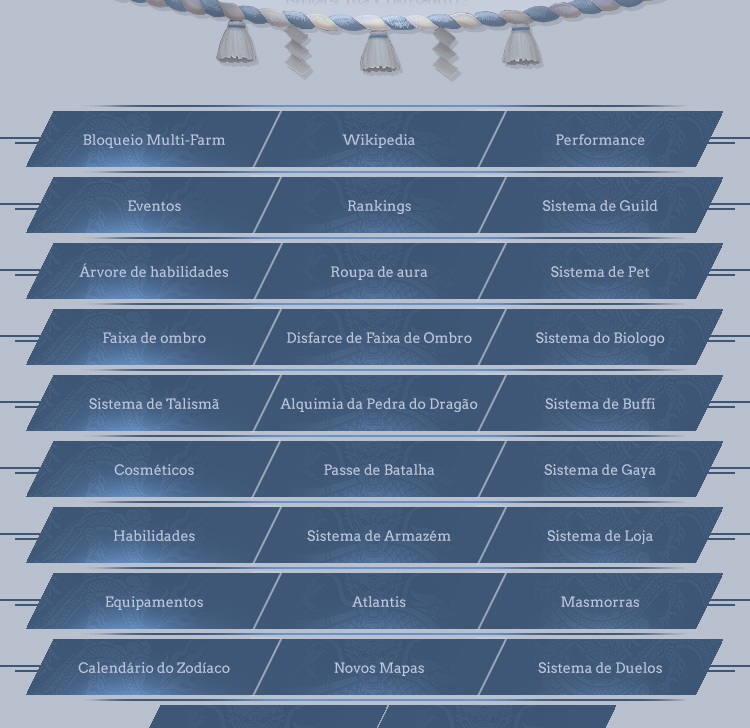 Bloqueio Multi-Farm
Wikipedia
Performance
Eventos
Rankings
Sistema de Guild
Árvore de habilidades
Roupa de aura
Sistema de Pet
Faixa de ombro
Disfarce de Faixa de Ombro
Sistema do Biologo
Sistema de Talismã
Alquimia da Pedra do Dragão
Sistema de Buffi
Cosméticos
Passe de Batalha
Sistema de Gaya
Habilidades
Sistema de Armazém
Sistema de Loja
Equipamentos
Atlantis
Masmorras
Calendário do Zodíaco
Novos Mapas
Sistema de Duelos